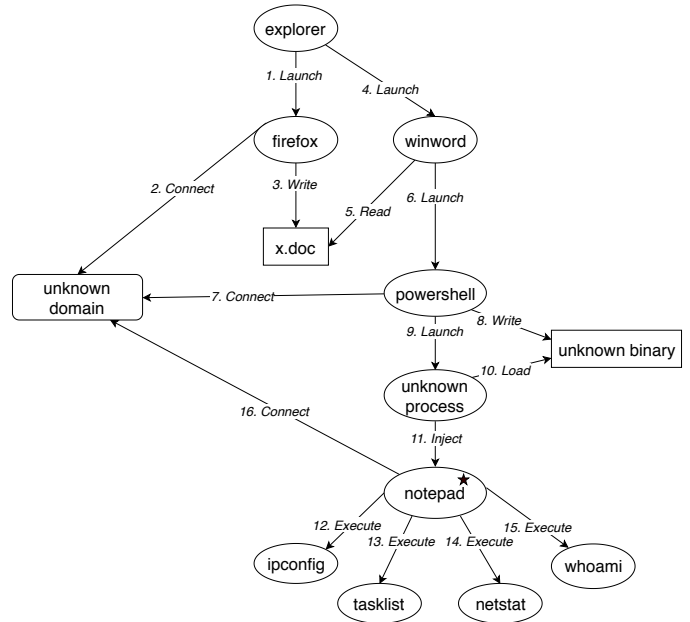 explorer
1. Launch
4. Launch
firefox
winword
2. Connect
3. Write
5. Read
6. Launch
x.doc
unknown
domain
7. Connect
powershell
8. Write
9. Launch
unknown binary
10. Load
unknown
process
16. Connect
11. Inject
notepad
12. Execute
13. Execute
14. Execute
15. Execute
ipconfig
whoami
tasklist
netstat